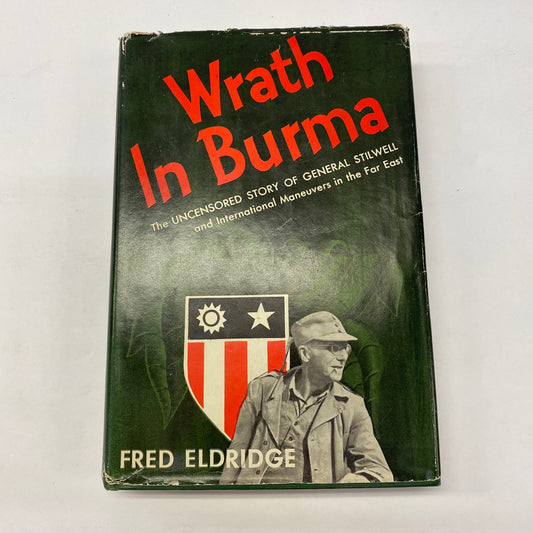 Wrath
In Burma
The UNCENSORED STORY OF GENERAL STILWELL
and International Maneuvers in the Far East
FRED ELDRIDGE